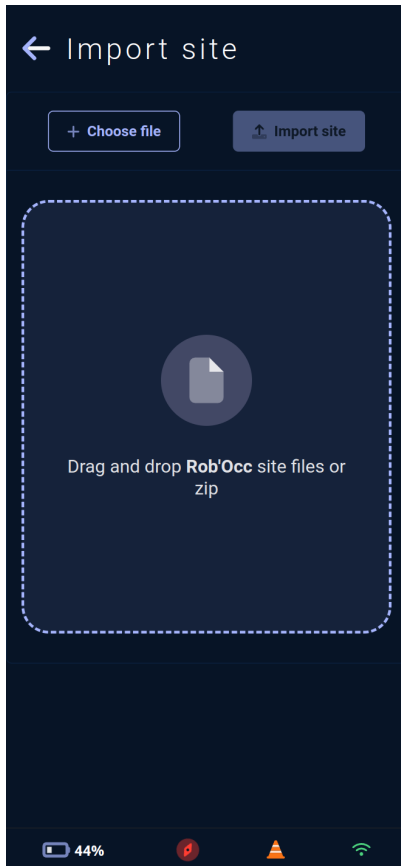 Import site
Choose file
Import site
Drag and drop Rob'Occ site files or
zip
44%